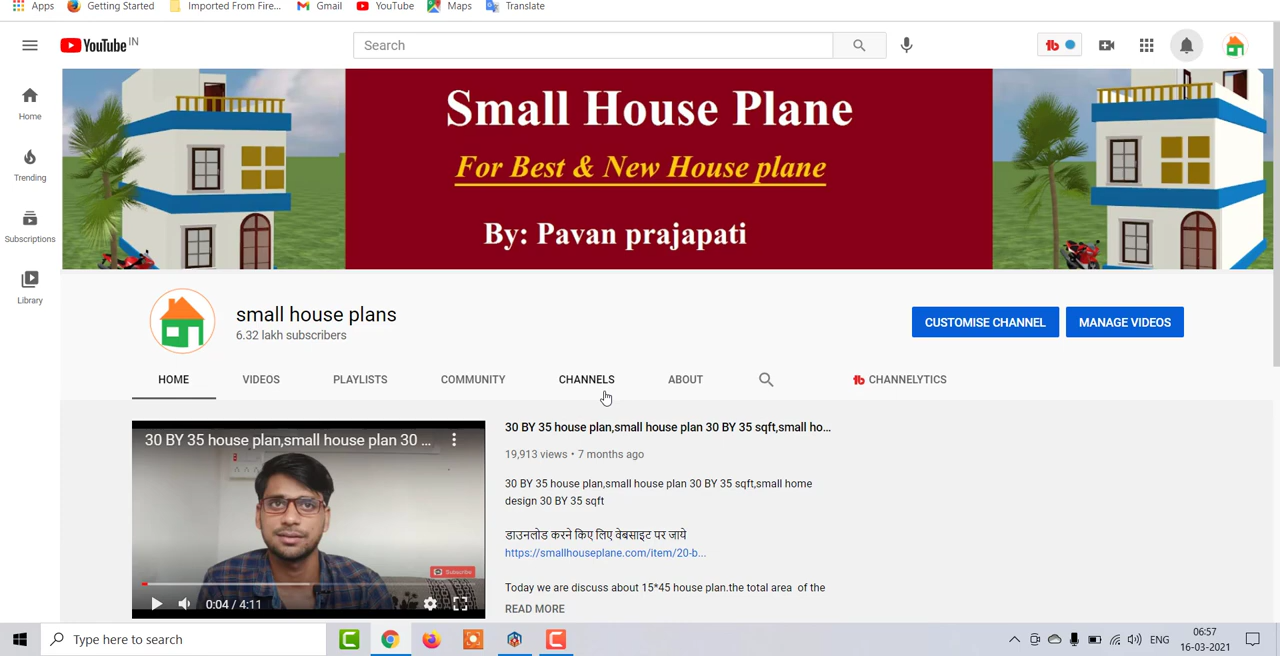 Apps Getting Started Imported From Fire... Gmail YouTube Maps Translate
YouTube IN
Search
Home
Trending
Subscriptions
Library
Small House Plane
For Best & New House plane
By: Pavan prajapati
small house plans
6.32 lakh subscribers
CUSTOMISE CHANNEL MANAGE VIDEOS
HOME VIDEOS PLAYLISTS COMMUNITY CHANNELS ABOUT CHANNELYTICS
30 BY 35 house plan,small house plan 30 ...
Subscribe
0:04 / 4:11
30 BY 35 house plan,small house plan 30 BY 35 sqft,small ho...
19,913 views • 7 months ago
30 BY 35 house plan,small house plan 30 BY 35 sqft,small home
design 30 BY 35 sqft
डाउनलोड करने किए लिए वेबसाइट पर जाये
https://smallhouseplane.com/item/20-b...
Today we are discuss about 15*45 house plan.the total area of the
READ MORE
Type here to search
ENG
06:57
16-03-2021